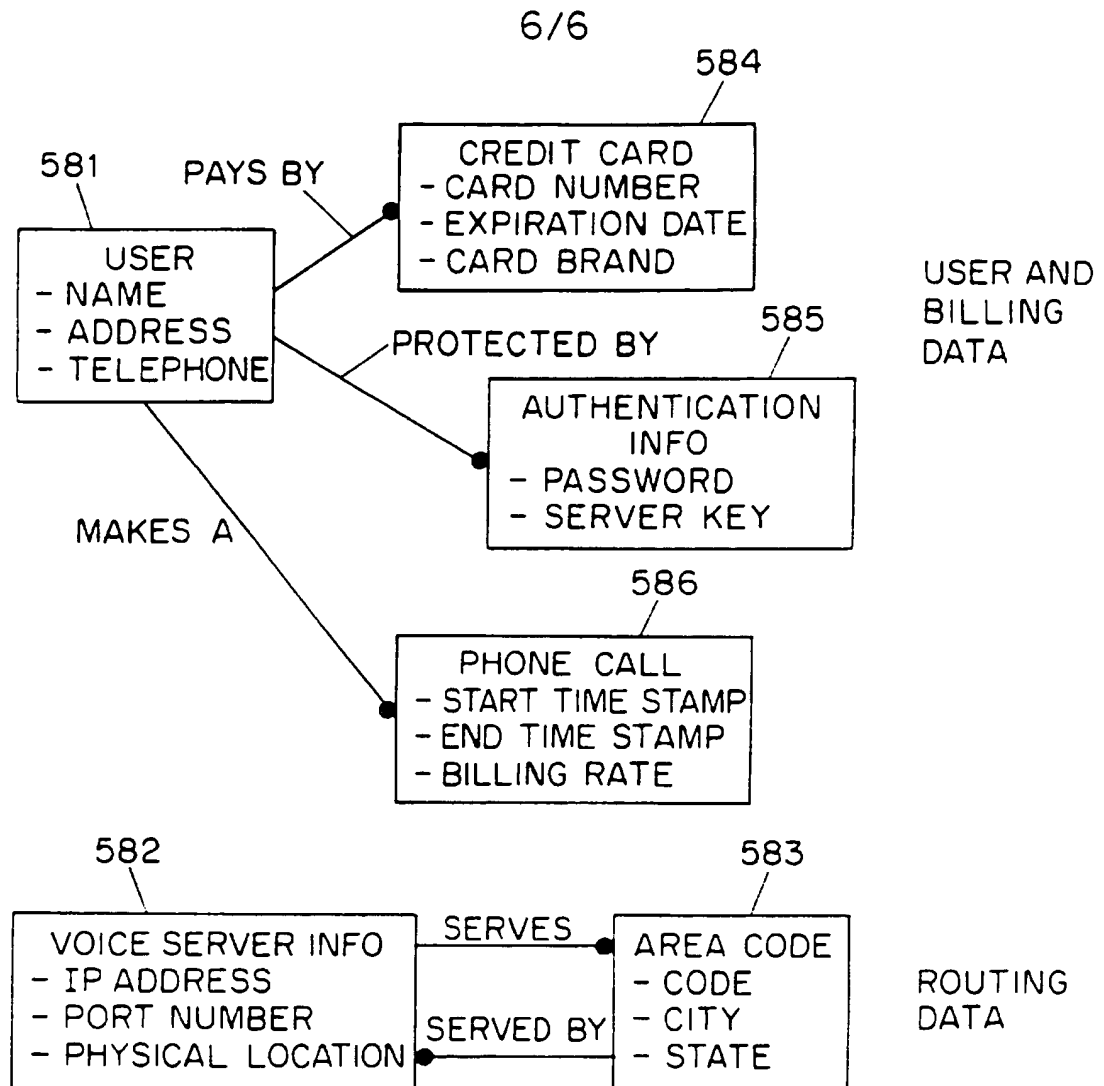 6/6
584
CREDIT CARD
- CARD NUMBER
- EXPIRATION DATE
- CARD BRAND
581
PAYS BY
USER
- NAME
- ADDRESS
- TELEPHONE
USER AND
BILLING
DATA
585
PROTECTED BY
AUTHENTICATION
INFO
- PASSWORD
- SERVER KEY
MAKES A
586
PHONE CALL
- START TIME STAMP
- END TIME STAMP
- BILLING RATE
582
VOICE SERVER INFO
- IP ADDRESS
- PORT NUMBER
- PHYSICAL LOCATION
SERVES
SERVED BY
583
AREA CODE
- CODE
- CITY
- STATE
ROUTING
DATA